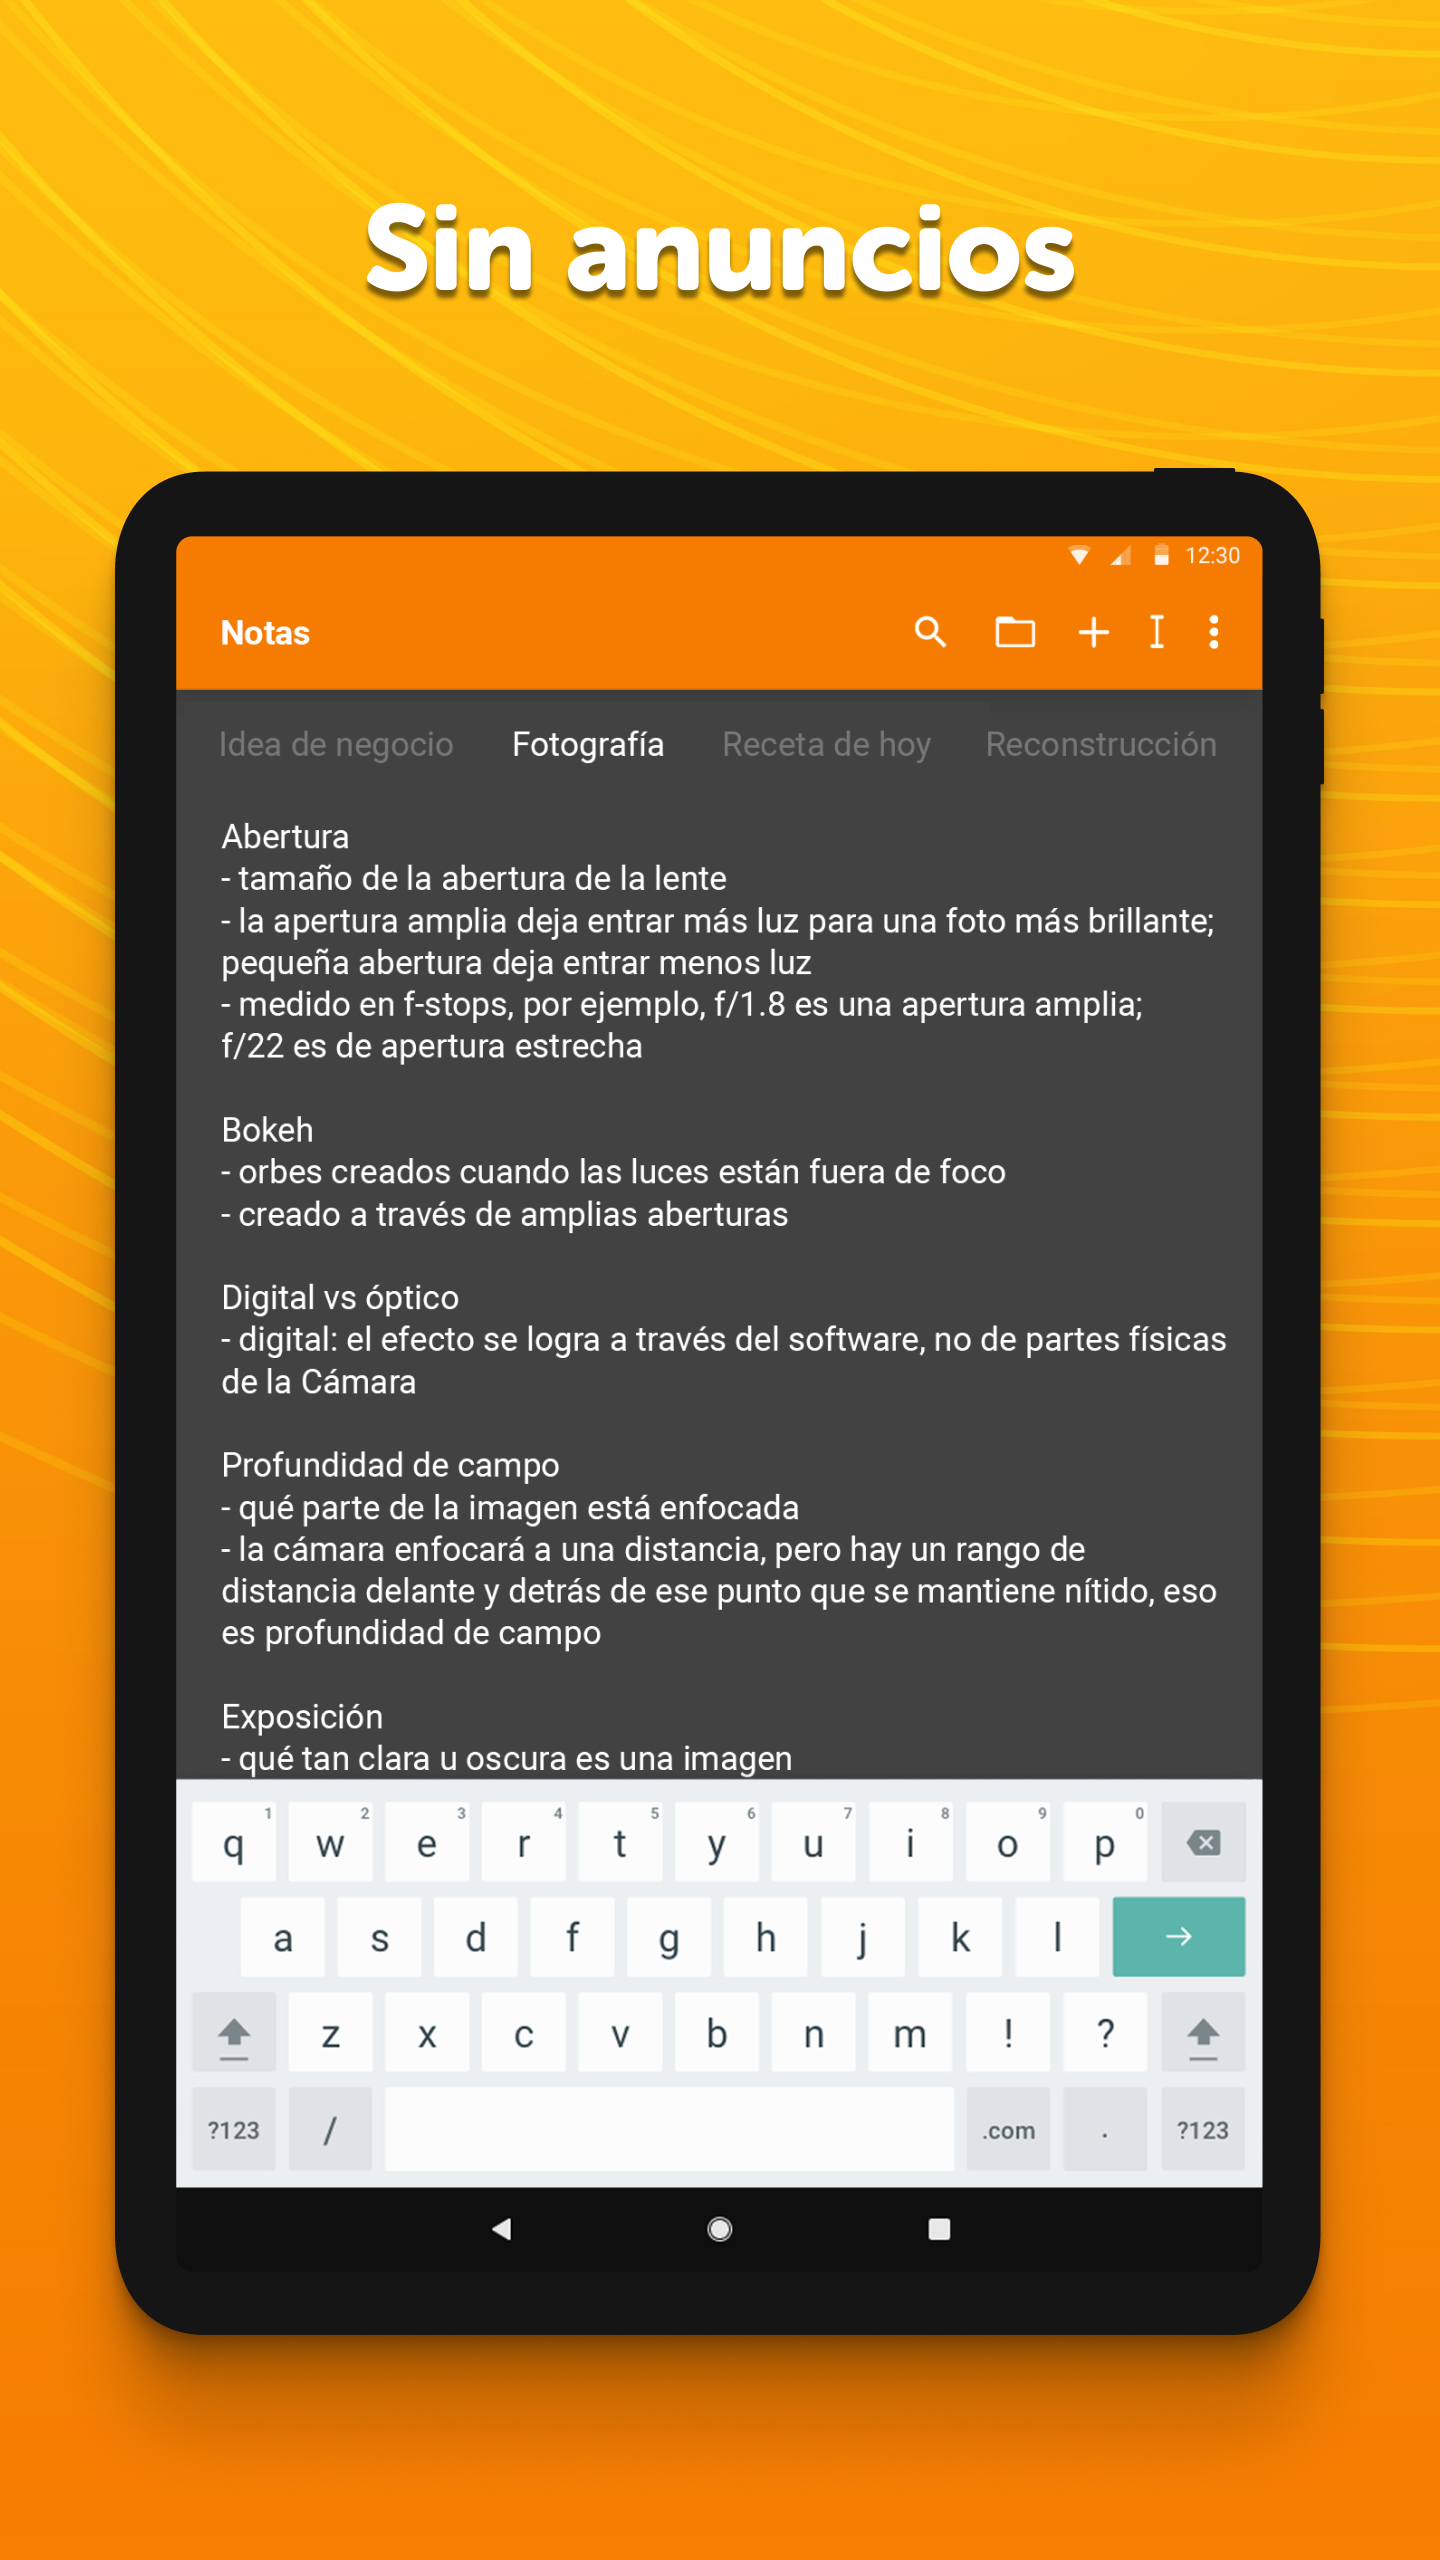 Sin anuncios
12:30
Notas
Idea de negocio Fotografía Receta de hoy Reconstrucción
Abertura
- tamaño de la abertura de la lente
- la apertura amplia deja entrar más luz para una foto más brillante;
pequeña abertura deja entrar menos luz
- medido en f-stops, por ejemplo, f/1.8 es una apertura amplia;
f/22 es de apertura estrecha
Bokeh
- orbes creados cuando las luces están fuera de foco
- creado a través de amplias aberturas
Digital vs óptico
- digital: el efecto se logra a través del software, no de partes físicas
de la Cámara
Profundidad de campo
- qué parte de la imagen está enfocada
- la cámara enfocará a una distancia, pero hay un rango de
distancia delante y detrás de ese punto que se mantiene nítido, eso
es profundidad de campo
Exposición
- qué tan clara u oscura es una imagen
1 2 3 4 5 6 7 8 9 0
q w e r t y u i o p
a s d f g h j k l
z x c v b n m ! ?
?123 / .com . ?123